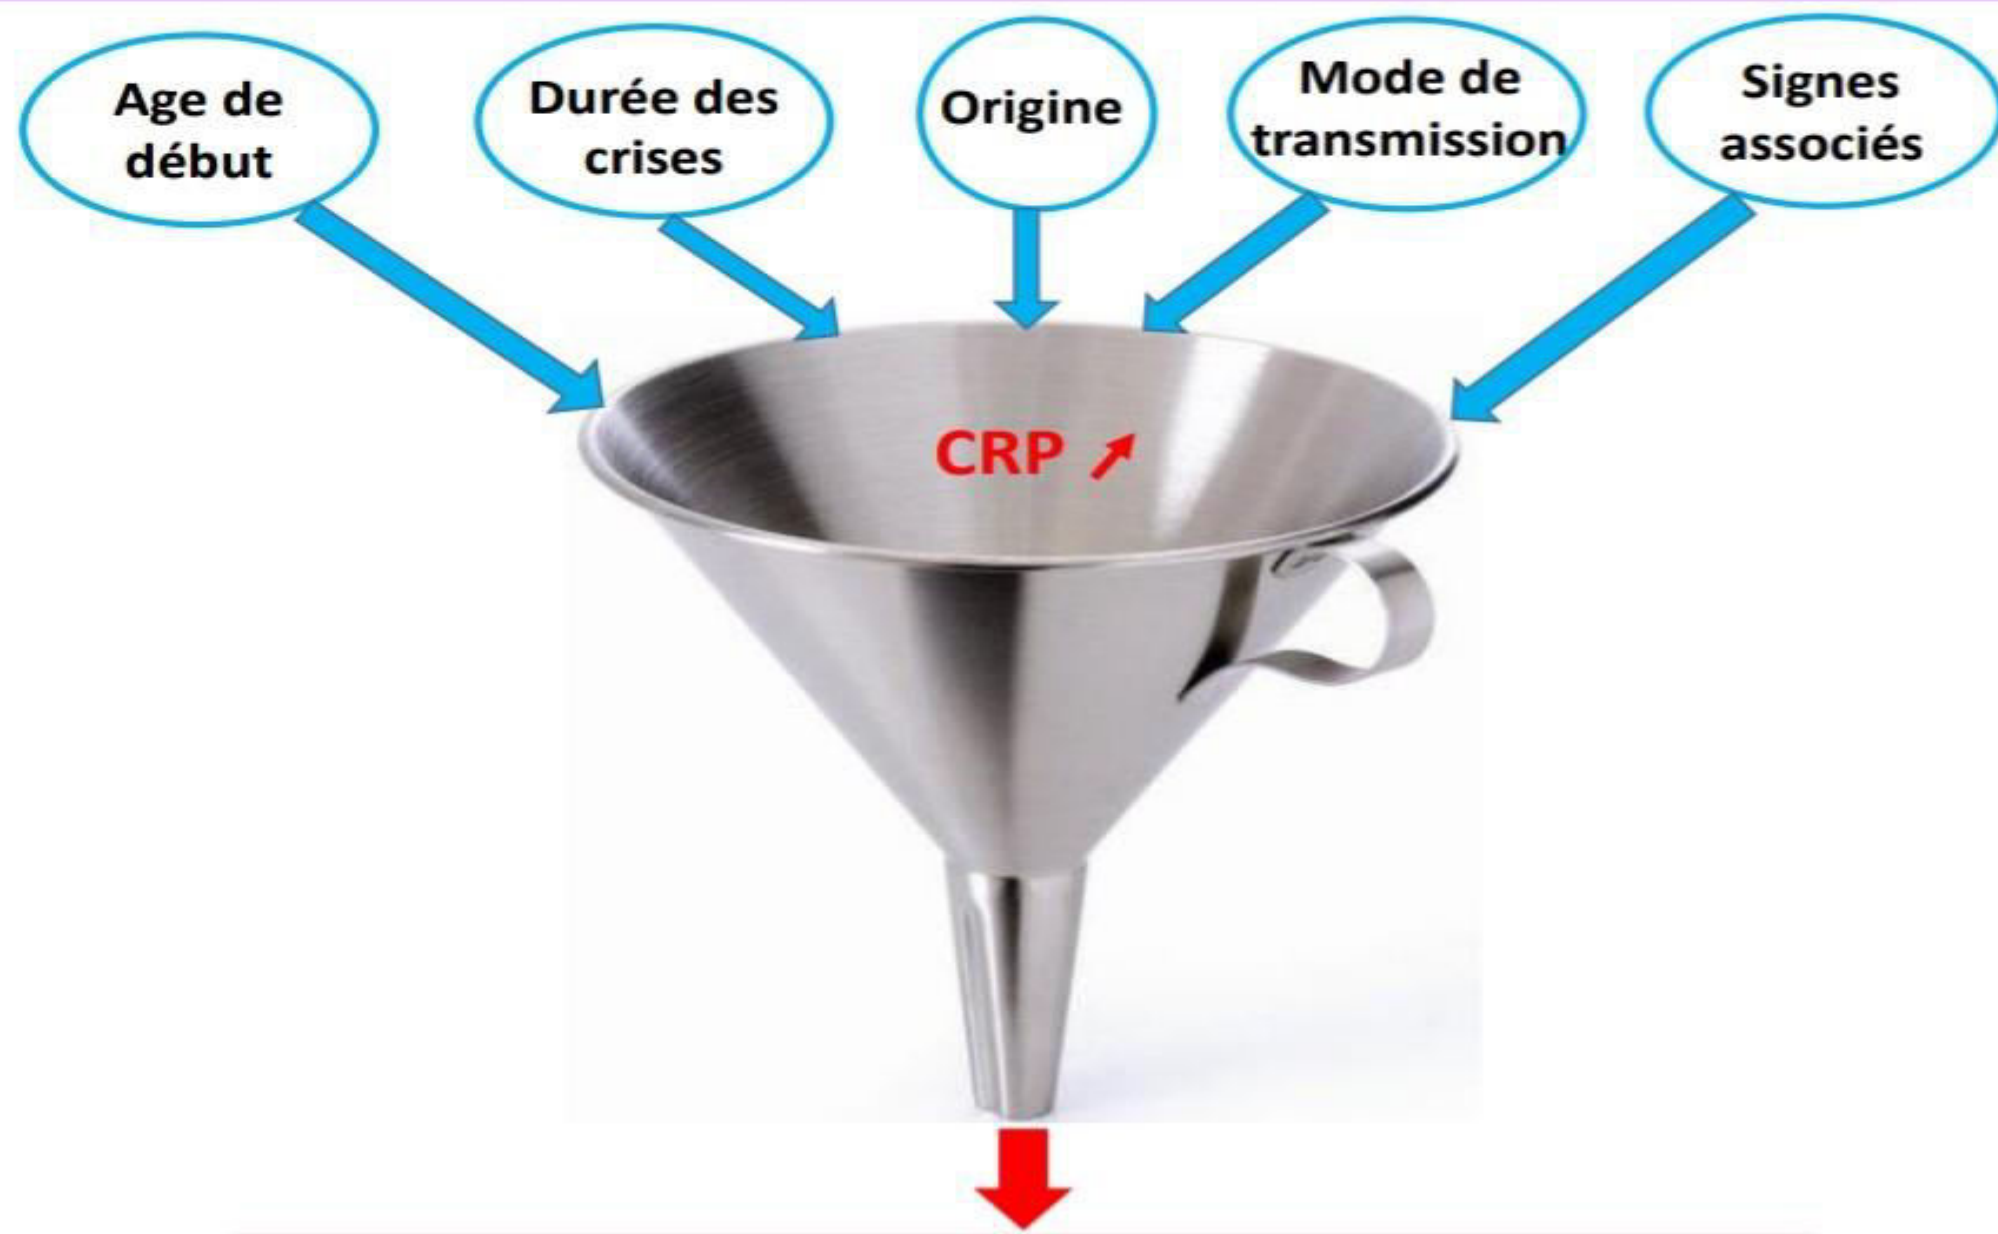 Age de
début
Durée des
crises
Origine
Mode de
transmission
Signes
associés
CRP